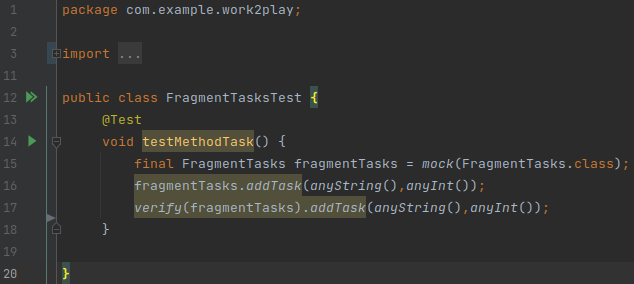 1 package com.example.work2play;
2
3 import ...
11
12 public class FragmentTasksTest {
13 @Test
14 void testMethodTask() {
15 final FragmentTasks fragmentTasks = mock(FragmentTasks.class);
16 fragmentTasks.addTask(anyString(),anyInt());
17 verify(fragmentTasks).addTask(anyString(),anyInt());
18 }
19
20 }